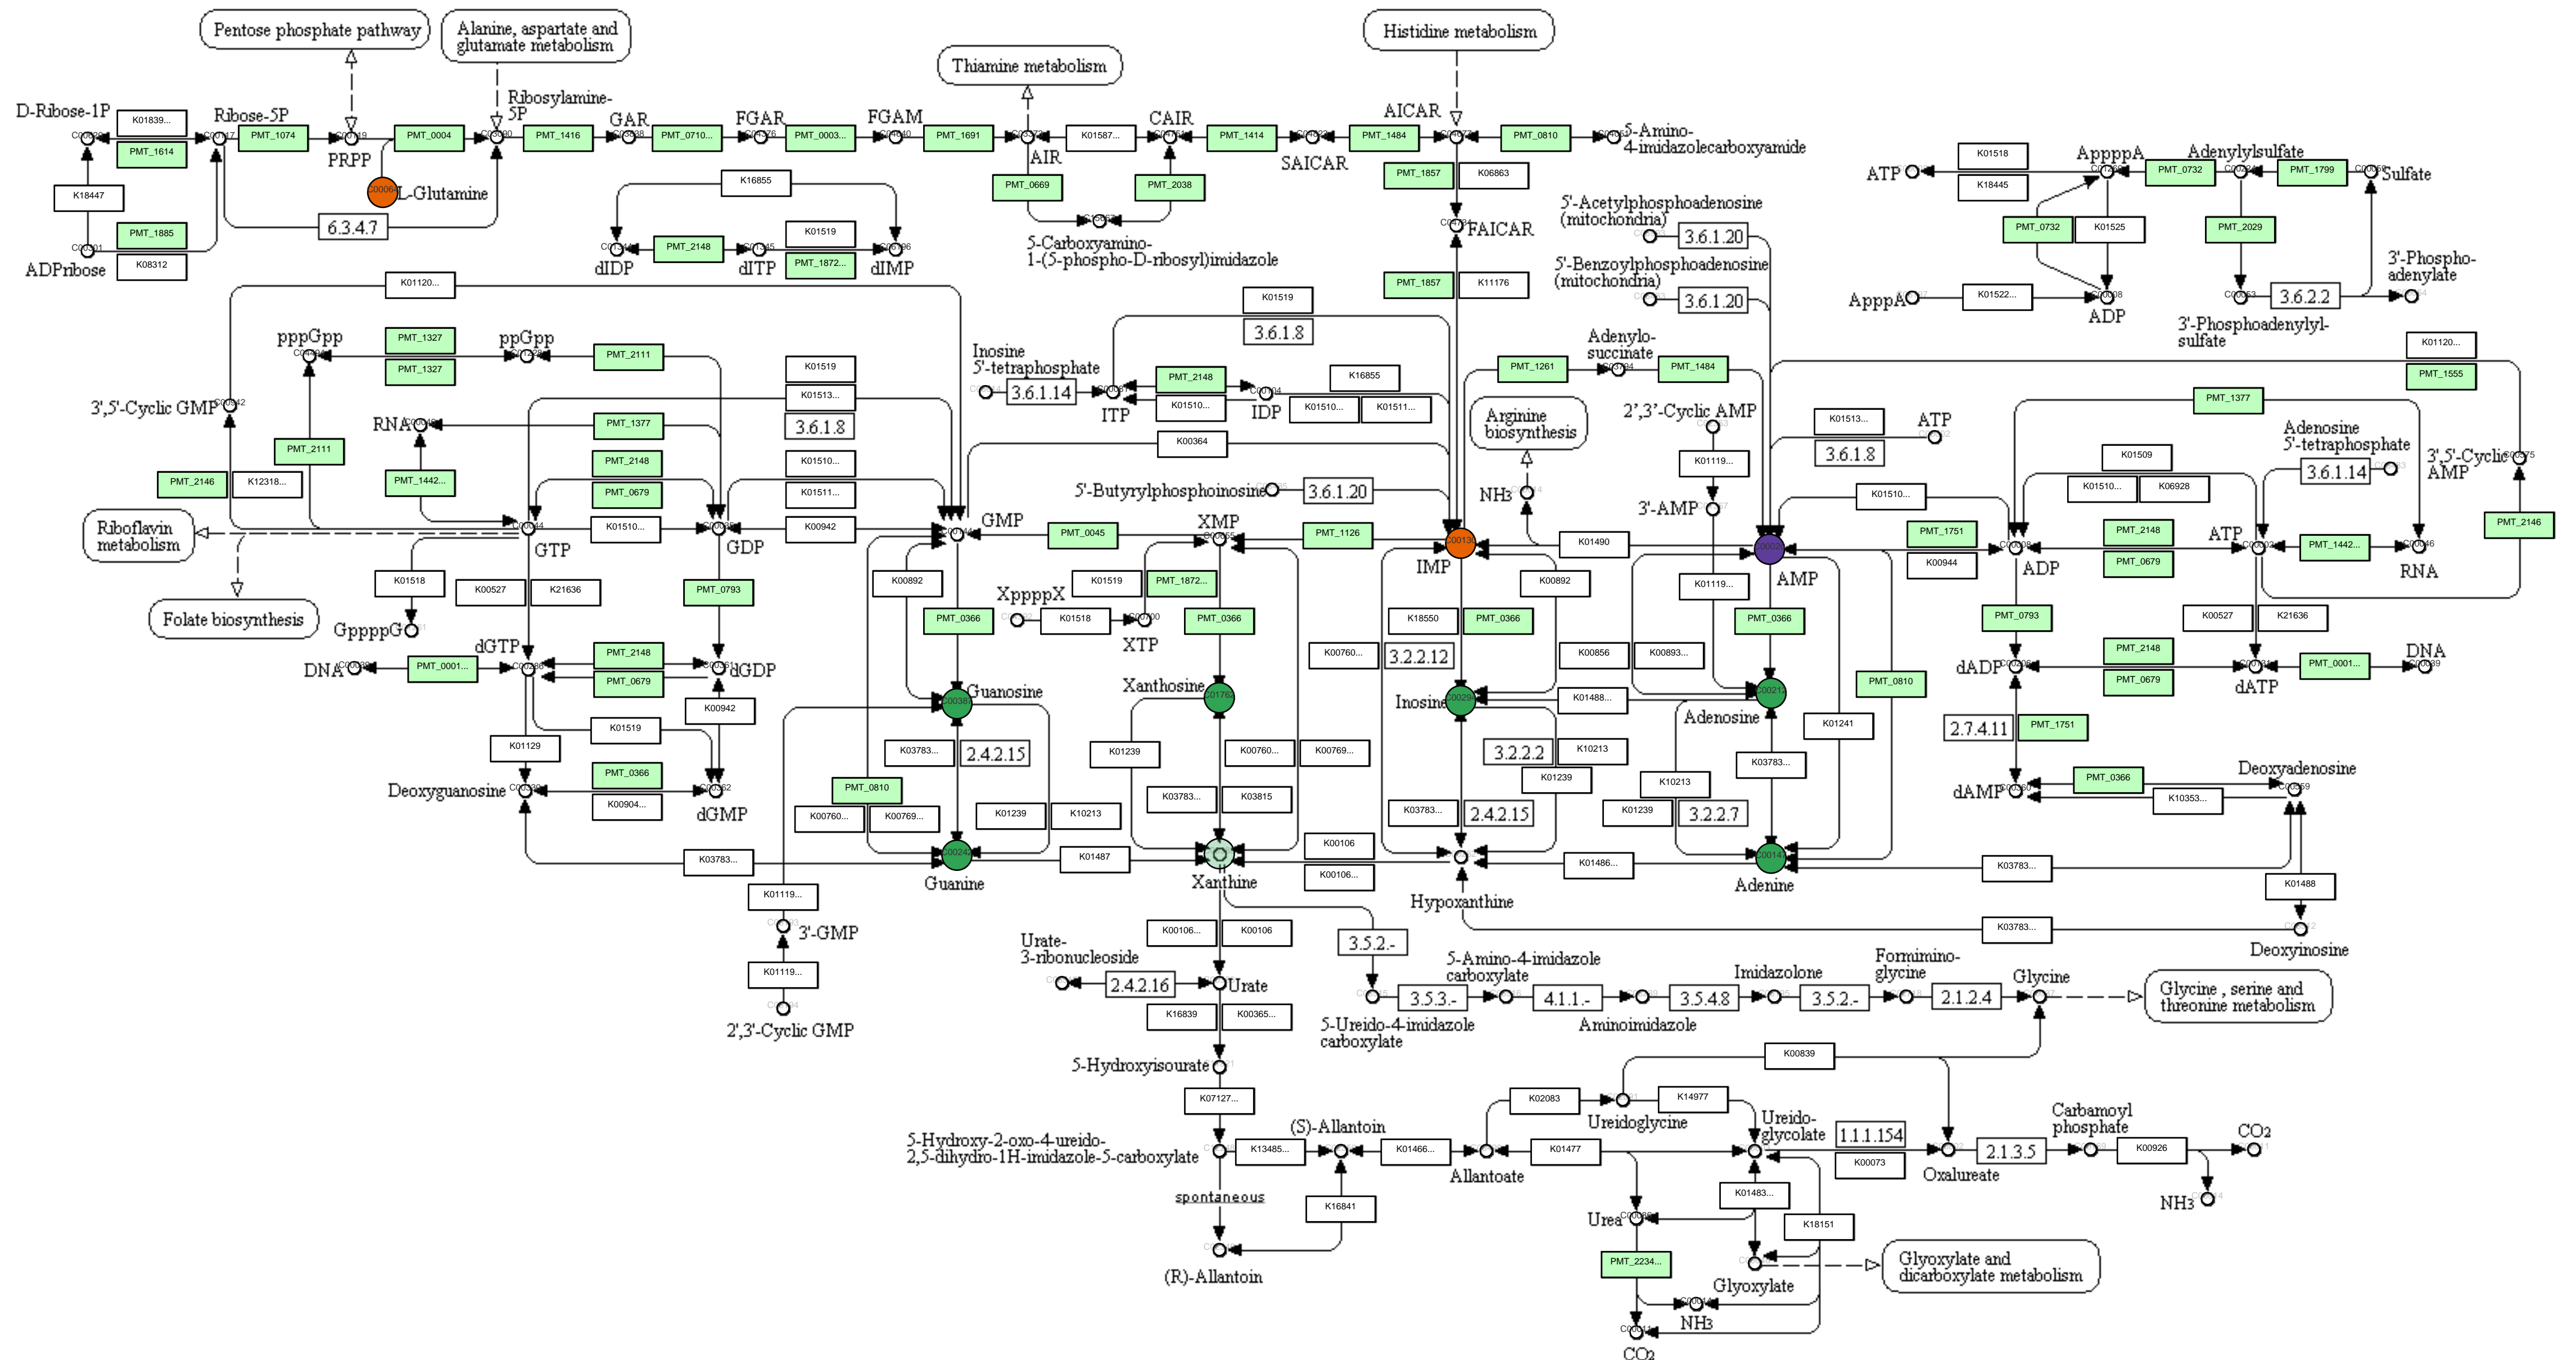 Pentose phosphate pathway
Alanine, aspartate and
glutamate metabolism
Histidine metabolism
Thiamine metabolism
D-Ribose-1P
K01839...
PMT_1614
K18447
PMT_1885
K08312
ADPribose
Ribose-5P
PMT_1074
PRPP
PMT_0004
L-Glutamine
6.3.4.7
Ribosylamine-
5P
PMT_1416
GAR
PMT_0710...
FGAR
PMT_0003...
FGAM
PMT_1691
AIR
K01587...
CAIR
PMT_1414
SAICAR
PMT_1484
AICAR
PMT_0810
5-Amino-
4-imidazolecarboxyamide
PMT_0669
PMT_2038
5-Carboxyamino-
1-(5-phospho-D-ribosyl)imidazole
K16855
dIDP
PMT_2148
dITP
K01519
PMT_1872...
dIMP
PMT_1857
K06863
FAICAR
PMT_1857
K11176
5'-Acetylphosphoadenosine
(mitochondria)
3.6.1.20
5'-Benzoylphosphoadenosine
(mitochondria)
3.6.1.20
ATP
K01518
K18445
AppppA
PMT_0732
Adenylylsulfate
PMT_1799
Sulfate
PMT_0732
K01525
PMT_2029
ApppA
K01522...
ADP
3.6.2.2
3'-Phospho-
adenylate
3'-Phosphoadenylyl-
sulfate
K01120...
pppGpp
PMT_1327
PMT_1327
ppGpp
PMT_2111
K01519
K01513...
3.6.1.8
3',5'-Cyclic GMP
RNA
PMT_1377
PMT_2111
PMT_1442...
PMT_2148
PMT_0679
K01510...
K01511...
PMT_2146
K12318...
K01519
3.6.1.8
Inosine
5'-tetraphosphate
3.6.1.14
ITP
PMT_2148
K01510...
IDP
K16855
K01510...
K01511...
K00364
5'-Butyrylphosphoinosine
3.6.1.20
PMT_1261
Adenylo-
succinate
PMT_1484
Arginine
biosynthesis
NH3
2',3'-Cyclic AMP
K01119...
3'-AMP
K01119...
K01513...
3.6.1.8
ATP
K01120...
PMT_1555
PMT_1377
K01509
K01510...
K06928
Adenosine
5'-tetraphosphate
3.6.1.14
3',5'-Cyclic
AMP
PMT_2146
Riboflavin
metabolism
Folate biosynthesis
GTP
K01510...
GDP
K00942
GMP
PMT_0045
XMP
PMT_1126
IMP
K01490
AMP
K01510...
PMT_1751
K00944
ADP
PMT_2148
PMT_0679
ATP
PMT_1442...
RNA
K01518
GppppG
K00527
K21636
PMT_0793
K00892
PMT_0366
K01519
PMT_1872...
XppppX
K01518
XTP
PMT_0366
K00892
K18550
PMT_0366
K00760...
3.2.2.12
K00856
K00893...
PMT_0366
PMT_0810
PMT_0793
K00527
K21636
DNA
PMT_0001...
dGTP
PMT_2148
PMT_0679
dGDP
K00942
K01519
K01129
Deoxyguanosine
PMT_0366
K00904...
dGMP
Guanosine
Xanthosine
C01762
Inosine
K01488...
Adenosine
K01241
dADP
PMT_2148
PMT_0679
dATP
PMT_0001...
DNA
2.7.4.11
PMT_1751
dAMP
PMT_0366
K10353...
Deoxyadenosine
K03783...
2.4.2.15
PMT_0810
K00760...
K00769...
K01239
K10213
K01239
K00760...
K00769...
K03783...
K03815
3.2.2.2
K10213
K01239
K03783...
2.4.2.15
K03783...
K10213
K01239
3.2.2.7
K03783...
Guanine
K01487
Xanthine
K00106
K00106...
Hypoxanthine
K01486...
Adenine
K03783...
K01488
K03783...
Deoxyinosine
K01119...
3'-GMP
K01119...
2',3'-Cyclic GMP
K00106...
K00106
Urate-
3-ribonucleoside
2.4.2.16
Urate
K16839
K00365...
5-Hydroxyisourate
K07127...
3.5.2.-
5-Ureido-4-imidazole
carboxylate
3.5.3.-
5-Amino-4-imidazole
carboxylate
4.1.1.-
Aminoimidazole
3.5.4.8
Imidazolone
3.5.2.-
Formimino-
glycine
2.1.2.4
Glycine
Glycine , serine and
threonine metabolism
K00839
5-Hydroxy-2-oxo-4-ureido-
2,5-dihydro-1H-imidazole-5-carboxylate
K13485...
(S)-Allantoin
K01466...
Allantoate
K02083
Ureidoglycine
K14977
K01477
Ureido-
glycolate
1.1.1.154
K00073
Oxalureate
2.1.3.5
Carbamoyl
phosphate
K00926
CO2
NH3
spontaneous
K16841
(R)-Allantoin
Urea
K01483...
K18151
PMT_2234...
Glyoxylate
Glyoxylate and
dicarboxylate metabolism
NH3
CO2